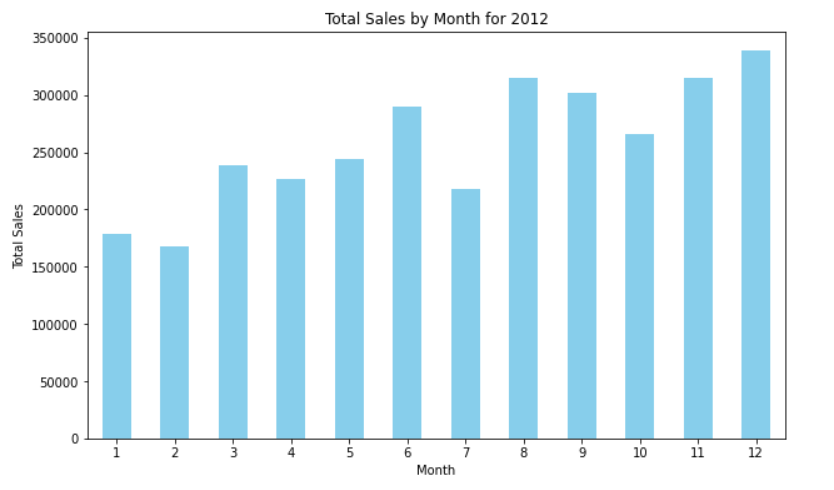 Total Sales by Month for 2012
350000
300000
250000
200000
150000
100000
50000
0
Total Sales
1 2 3 4 5 6 7 8 9 10 11 12
Month